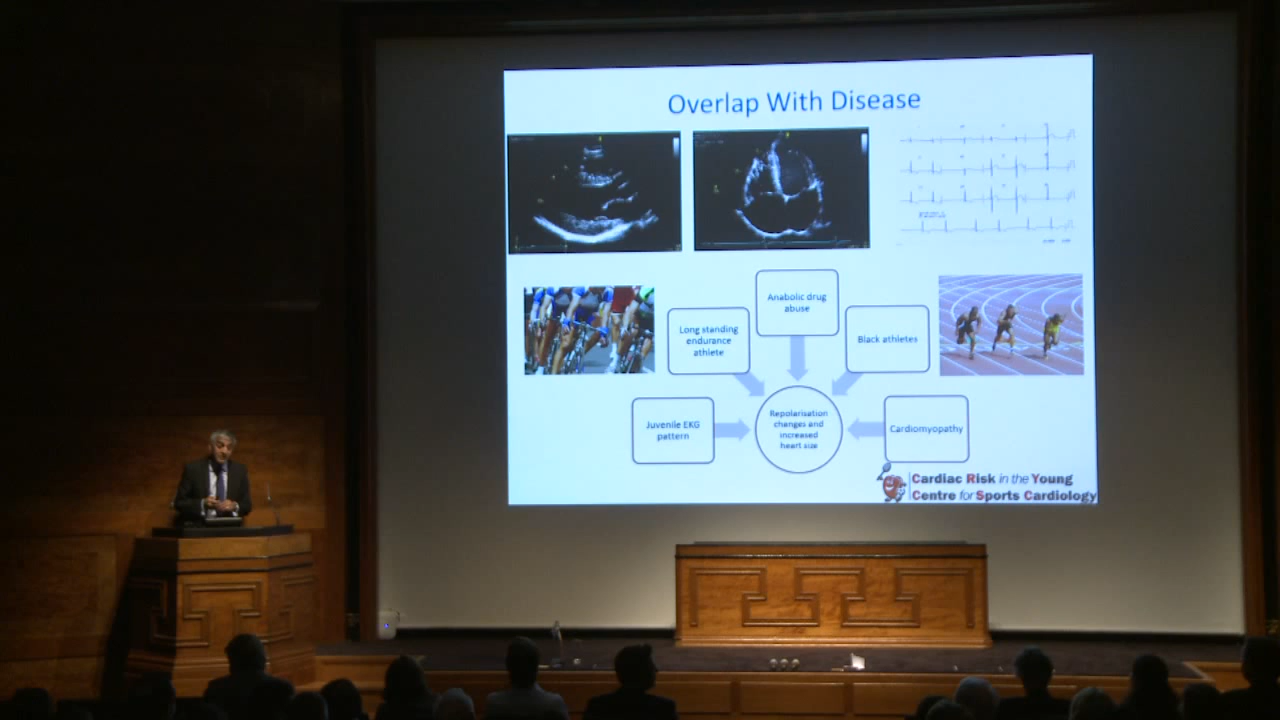 Overlap With Disease
Anabolic drug
abuse
Long standing
endurance
athlete
Black athletes
Juvenile EKG
pattern
Repolarisation
changes and
increased
heart size
Cardiomyopathy
Cardiac Risk in the Young
Centre for Sports Cardiology